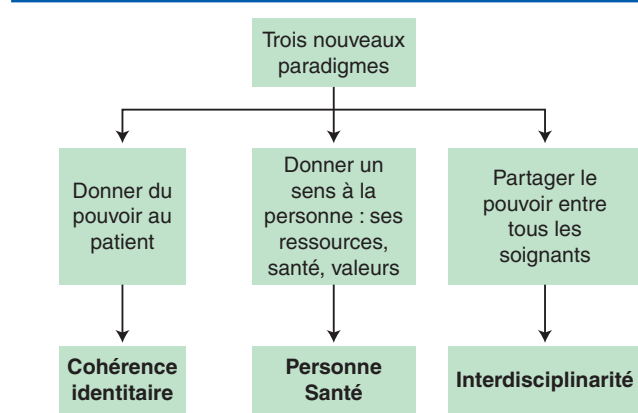 Trois nouveaux
paradigmes
Donner du
pouvoir au
patient
Donner un
sens à la
personne : ses
ressources,
santé, valeurs
Partager le
pouvoir entre
tous les
soignants
Cohérence
identitaire
Personne
Santé
Interdisciplinarité